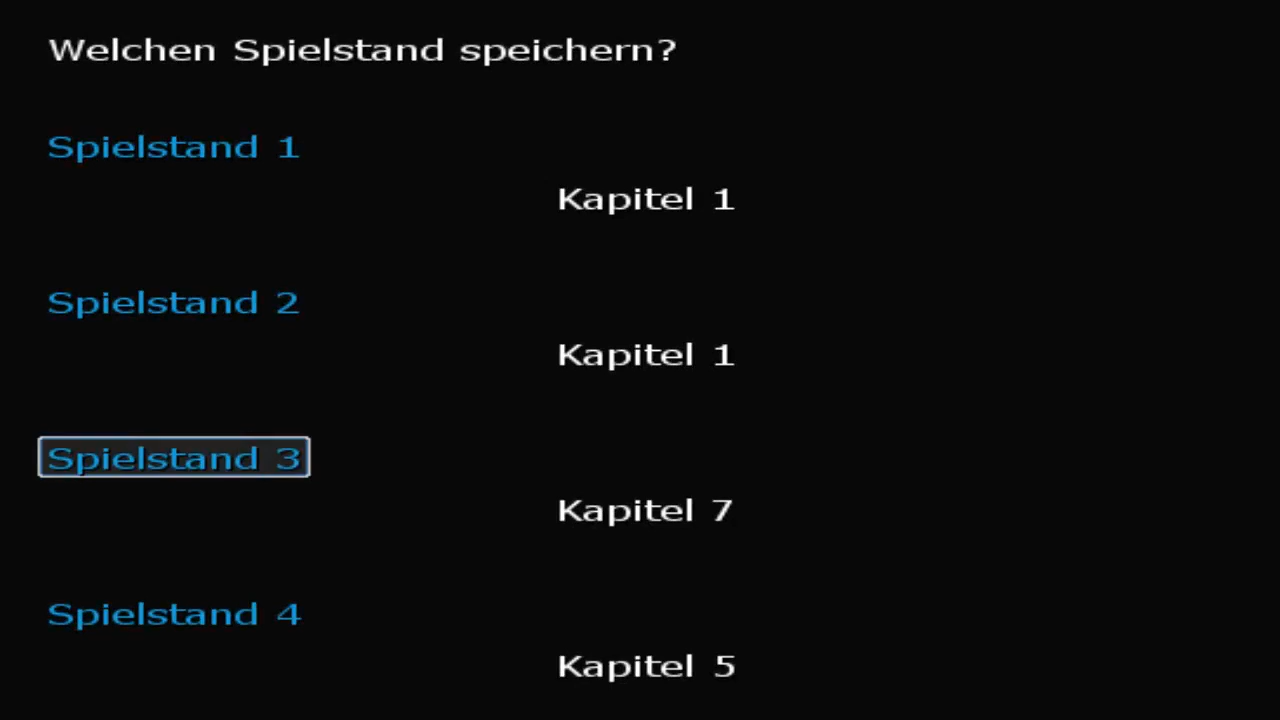 Welchen Spielstand speichern?
Spielstand 1
Kapitel 1
Spielstand 2
Kapitel 1
Spielstand 3
Kapitel 7
Spielstand 4
Kapitel 5